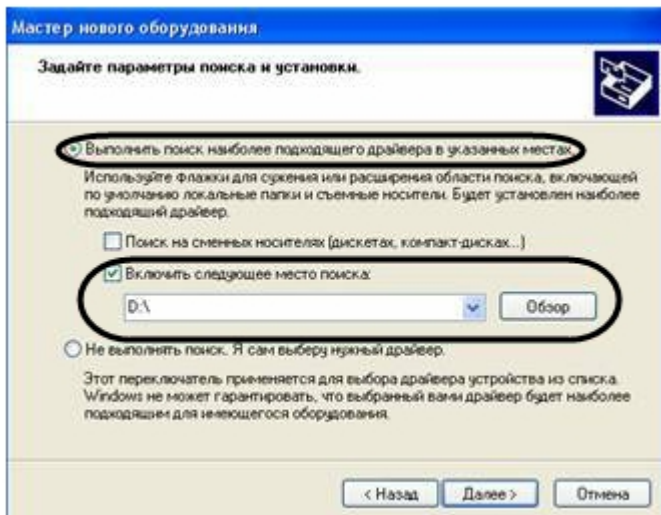 Мастер нового оборудования
Задайте параметры поиска и установки.
Выполнить поиск наиболее подходящего драйвера в указанных местах.
Используйте флажки для сужения или расширения области поиска, включающей
по умолчанию локальные папки и съемные носители. Будет установлен наиболее
подходящий драйвер.
Поиск на сменных носителях (дискетах, компакт-дисках...)
Включить следующее место поиска:
D:\
Обзор
Не выполнять поиск. Я сам выберу нужный драйвер.
Этот переключатель применяется для выбора драйвера устройства из списка.
Windows не может гарантировать, что выбранный вами драйвер будет наиболее
подходящим для имеющегося оборудования.
< Назад
Далее >
Отмена